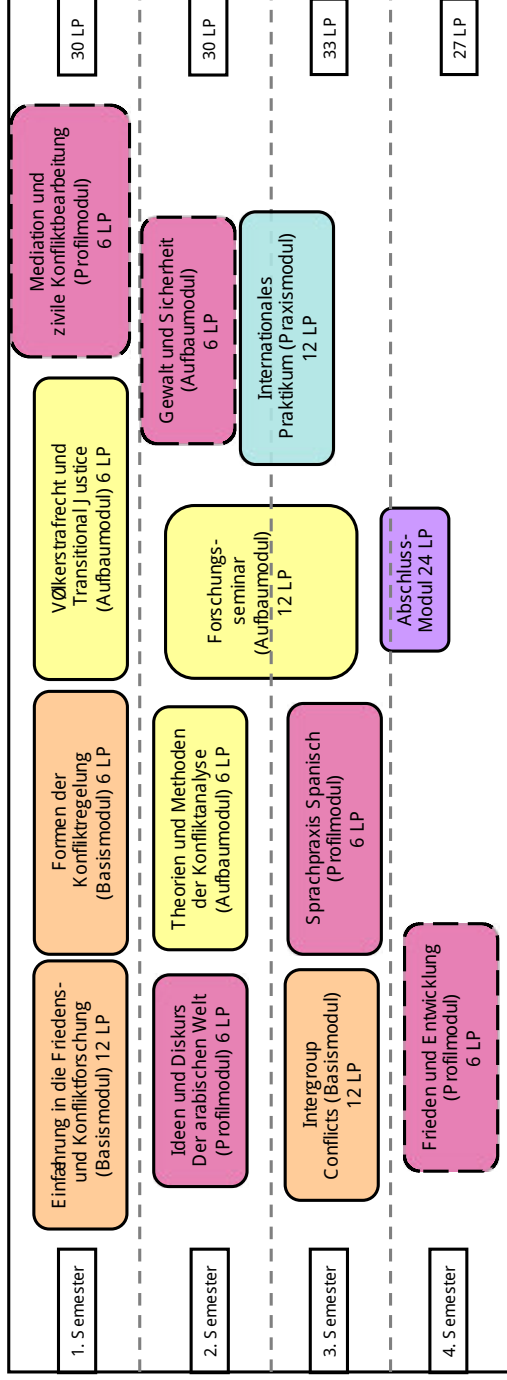 1. Semester
Einfæhrung in die Friedens-
und Konfliktforschung
(Basismodul) 12 LP
Formen der
Konfliktregelung
(Basismodul) 6 LP
VØlkerstrafrecht und
Transitional Justice
(Aufbaumodul) 6 LP
Mediation und
zivile Konfliktbearbeitung
(Profilmodul)
6 LP
30 LP
2. Semester
Ideen und Diskurs
Der arabischen Welt
(Profilmodul) 6 LP
Theorien und Methoden
der Konfliktanalyse
(Aufbaumodul) 6 LP
Forschungs-
seminar
(Aufbaumodul)
12 LP
Gewalt und Sicherheit
(Aufbaumodul)
6 LP
30 LP
Internationales
Praktikum (Praxismodul)
12 LP
3. Semester
Intergroup
Conflicts (Basismodul)
12 LP
Sprachpraxis Spanisch
(Profilmodul)
6 LP
33 LP
4. Semester
Frieden und Entwicklung
(Profilmodul)
6 LP
Abschluss-
Modul 24 LP
27 LP